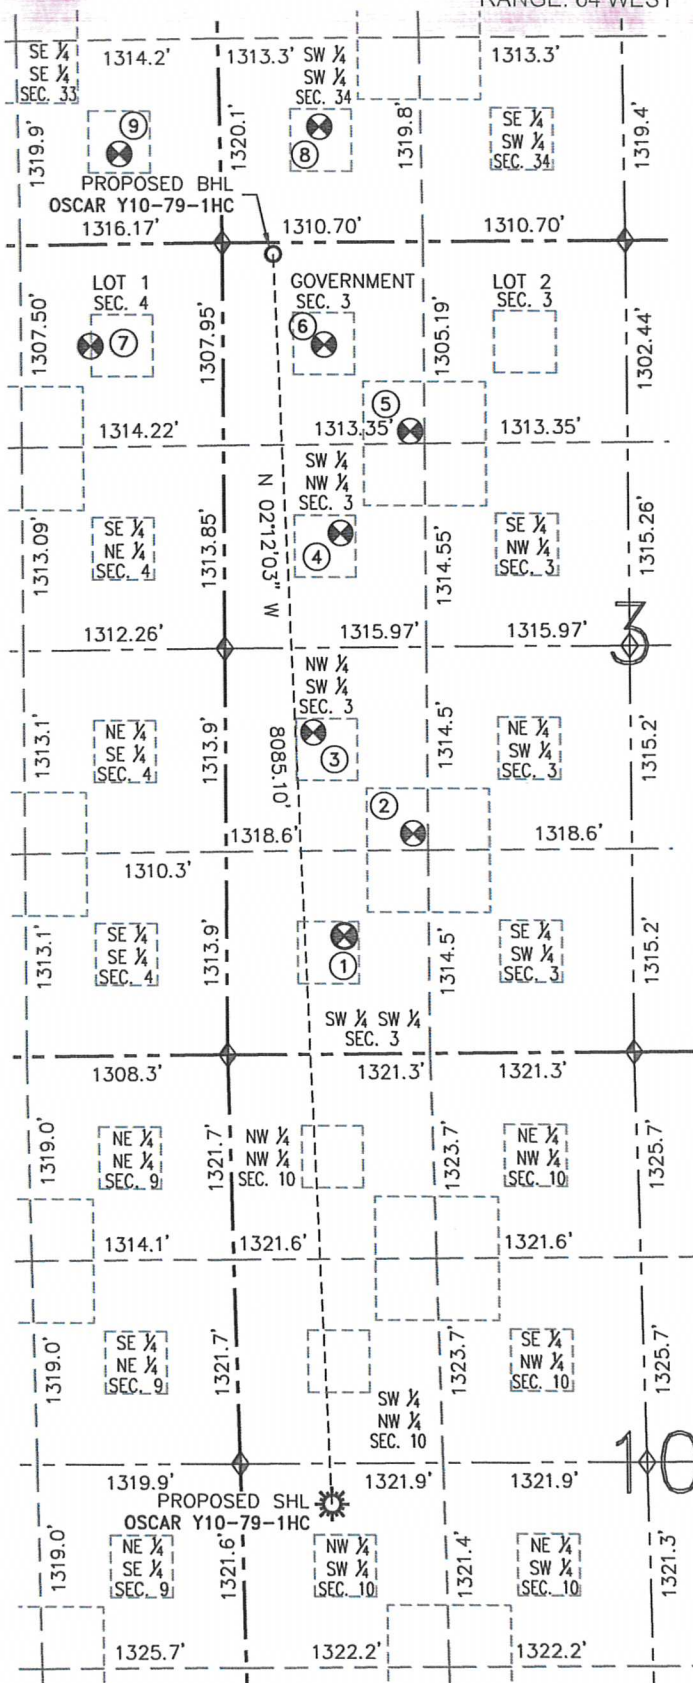 RANGE: 64 WEST
SE ¼
SE ¼
SEC. 33
1314.2'
1313.3'
SW ¼
SW ¼
SEC. 34
1313.3'
1319.9'
9
1320.1'
8
1319.8'
SE ¼
SW ¼
SEC. 34
1319.4'
PROPOSED BHL
OSCAR Y10-79-1HC
1316.17'
1310.70'
1310.70'
LOT 1
SEC. 4
GOVERNMENT
SEC. 3
LOT 2
SEC. 3
1307.50'
7
1307.95'
6
1305.19'
1302.44'
5
1314.22'
1313.35'
1313.35'
SW ¼
NW ¼
SEC. 3
N 02°12'03" W
1313.09'
SE ¼
NE ¼
SEC. 4
1313.85'
4
1314.55'
SE ¼
NW ¼
SEC. 3
1315.26'
1312.26'
1315.97'
1315.97'
3
NW ¼
SW ¼
SEC. 3
1313.1'
NE ¼
SE ¼
SEC. 4
1313.9'
8085.10'
3
1314.5'
NE ¼
SW ¼
SEC. 3
1315.2'
2
1318.6'
1318.6'
1310.3'
1313.1'
SE ¼
SE ¼
SEC. 4
1313.9'
1
1314.5'
SE ¼
SW ¼
SEC. 3
1315.2'
SW ¼ SW ¼
SEC. 3
1308.3'
1321.3'
1321.3'
1319.0'
NE ¼
NE ¼
SEC. 9
1321.7'
NW ¼
NW ¼
SEC. 10
1323.7'
NE ¼
NW ¼
SEC. 10
1325.7'
1314.1'
1321.6'
1321.6'
1319.0'
SE ¼
NE ¼
SEC. 9
1321.7'
1323.7'
SE ¼
NW ¼
SEC. 10
1325.7'
SW ¼
NW ¼
SEC. 10
10
1319.9'
1321.9'
1321.9'
PROPOSED SHL
OSCAR Y10-79-1HC
1319.0'
NE ¼
SE ¼
SEC. 9
1321.6'
NW ¼
SW ¼
SEC. 10
1321.4'
NE ¼
SW ¼
SEC. 10
1321.3'
1325.7'
1322.2'
1322.2'